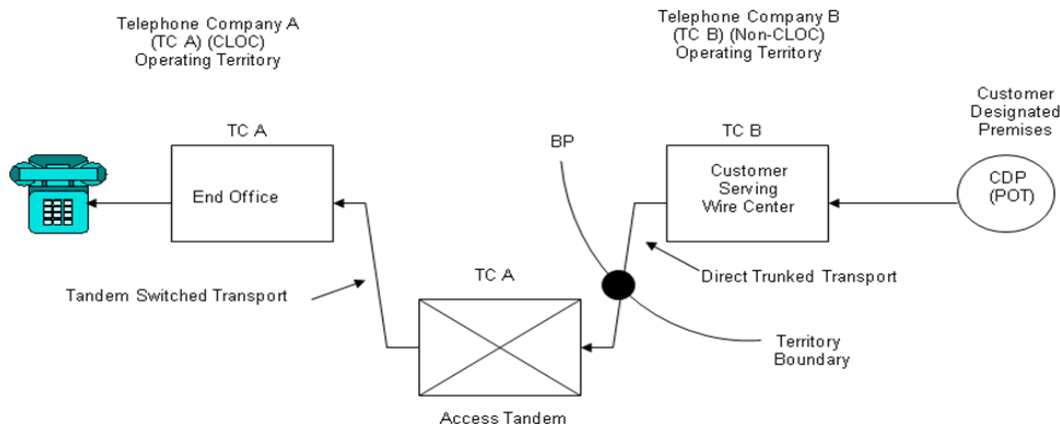 Telephone Company A
(TC A) (CLOC)
Operating Territory
Telephone Company B
(TC B) (Non-CLOC)
Operating Territory
Customer
Designated
Premises
TC A
BP
TC B
End Office
Customer
Serving
Wire Center
CDP
(POT)
Tandem Switched Transport
TC A
Direct Trunked Transport
Territory
Boundary
Access Tandem